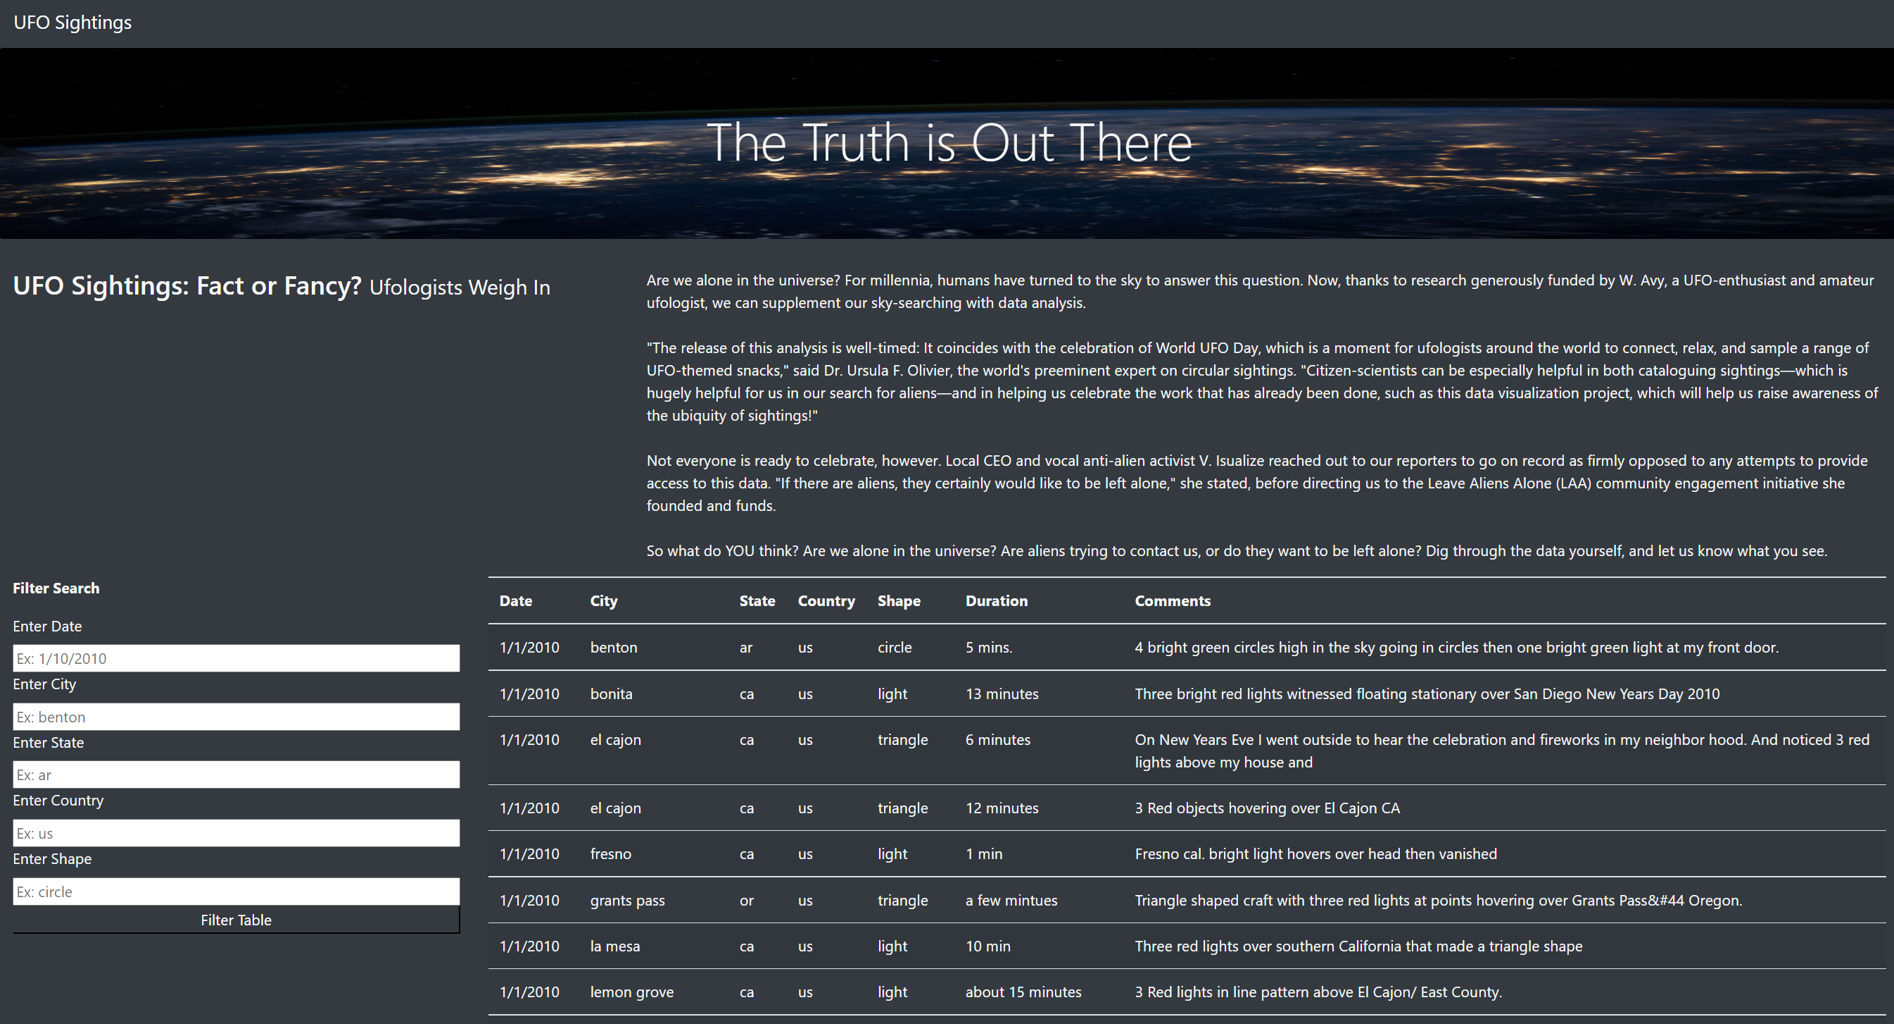 UFO Sightings
The Truth is Out There
UFO Sightings: Fact or Fancy? Ufologists Weigh In
Are we alone in the universe? For millennia, humans have turned to the sky to answer this question. Now, thanks to research generously funded by W. Avy, a UFO-enthusiast and amateur
ufologist, we can supplement our sky-searching with data analysis.
"The release of this analysis is well-timed: It coincides with the celebration of World UFO Day, which is a moment for ufologists around the world to connect, relax, and sample a range of
UFO-themed snacks," said Dr. Ursula F. Olivier, the world's preeminent expert on circular sightings. "Citizen-scientists can be especially helpful in both cataloguing sightings—which is
hugely helpful for us in our search for aliens—and in helping us celebrate the work that has already been done, such as this data visualization project, which will help us raise awareness of
the ubiquity of sightings!"
Not everyone is ready to celebrate, however. Local CEO and vocal anti-alien activist V. Isualize reached out to our reporters to go on record as firmly opposed to any attempts to provide
access to this data. "If there are aliens, they certainly would like to be left alone," she stated, before directing us to the Leave Aliens Alone (LAA) community engagement initiative she
founded and funds.
So what do YOU think? Are we alone in the universe? Are aliens trying to contact us, or do they want to be left alone? Dig through the data yourself, and let us know what you see.
Filter Search
Enter Date
Ex: 1/10/2010
Enter City
Ex: benton
Enter State
Ex: ar
Enter Country
Ex: us
Enter Shape
Ex: circle
Filter Table
Date City State Country Shape Duration Comments
1/1/2010 benton ar us circle 5 mins. 4 bright green circles high in the sky going in circles then one bright green light at my front door.
1/1/2010 bonita ca us light 13 minutes Three bright red lights witnessed floating stationary over San Diego New Years Day 2010
1/1/2010 el cajon ca us triangle 6 minutes On New Years Eve I went outside to hear the celebration and fireworks in my neighbor hood. And noticed 3 red
lights above my house and
1/1/2010 el cajon ca us triangle 12 minutes 3 Red objects hovering over El Cajon CA
1/1/2010 fresno ca us light 1 min Fresno cal. bright light hovers over head then vanished
1/1/2010 grants pass or us triangle a few mintues Triangle shaped craft with three red lights at points hovering over Grants Pass&#44 Oregon.
1/1/2010 la mesa ca us light 10 min Three red lights over southern California that made a triangle shape
1/1/2010 lemon grove ca us light about 15 minutes 3 Red lights in line pattern above El Cajon/ East County.